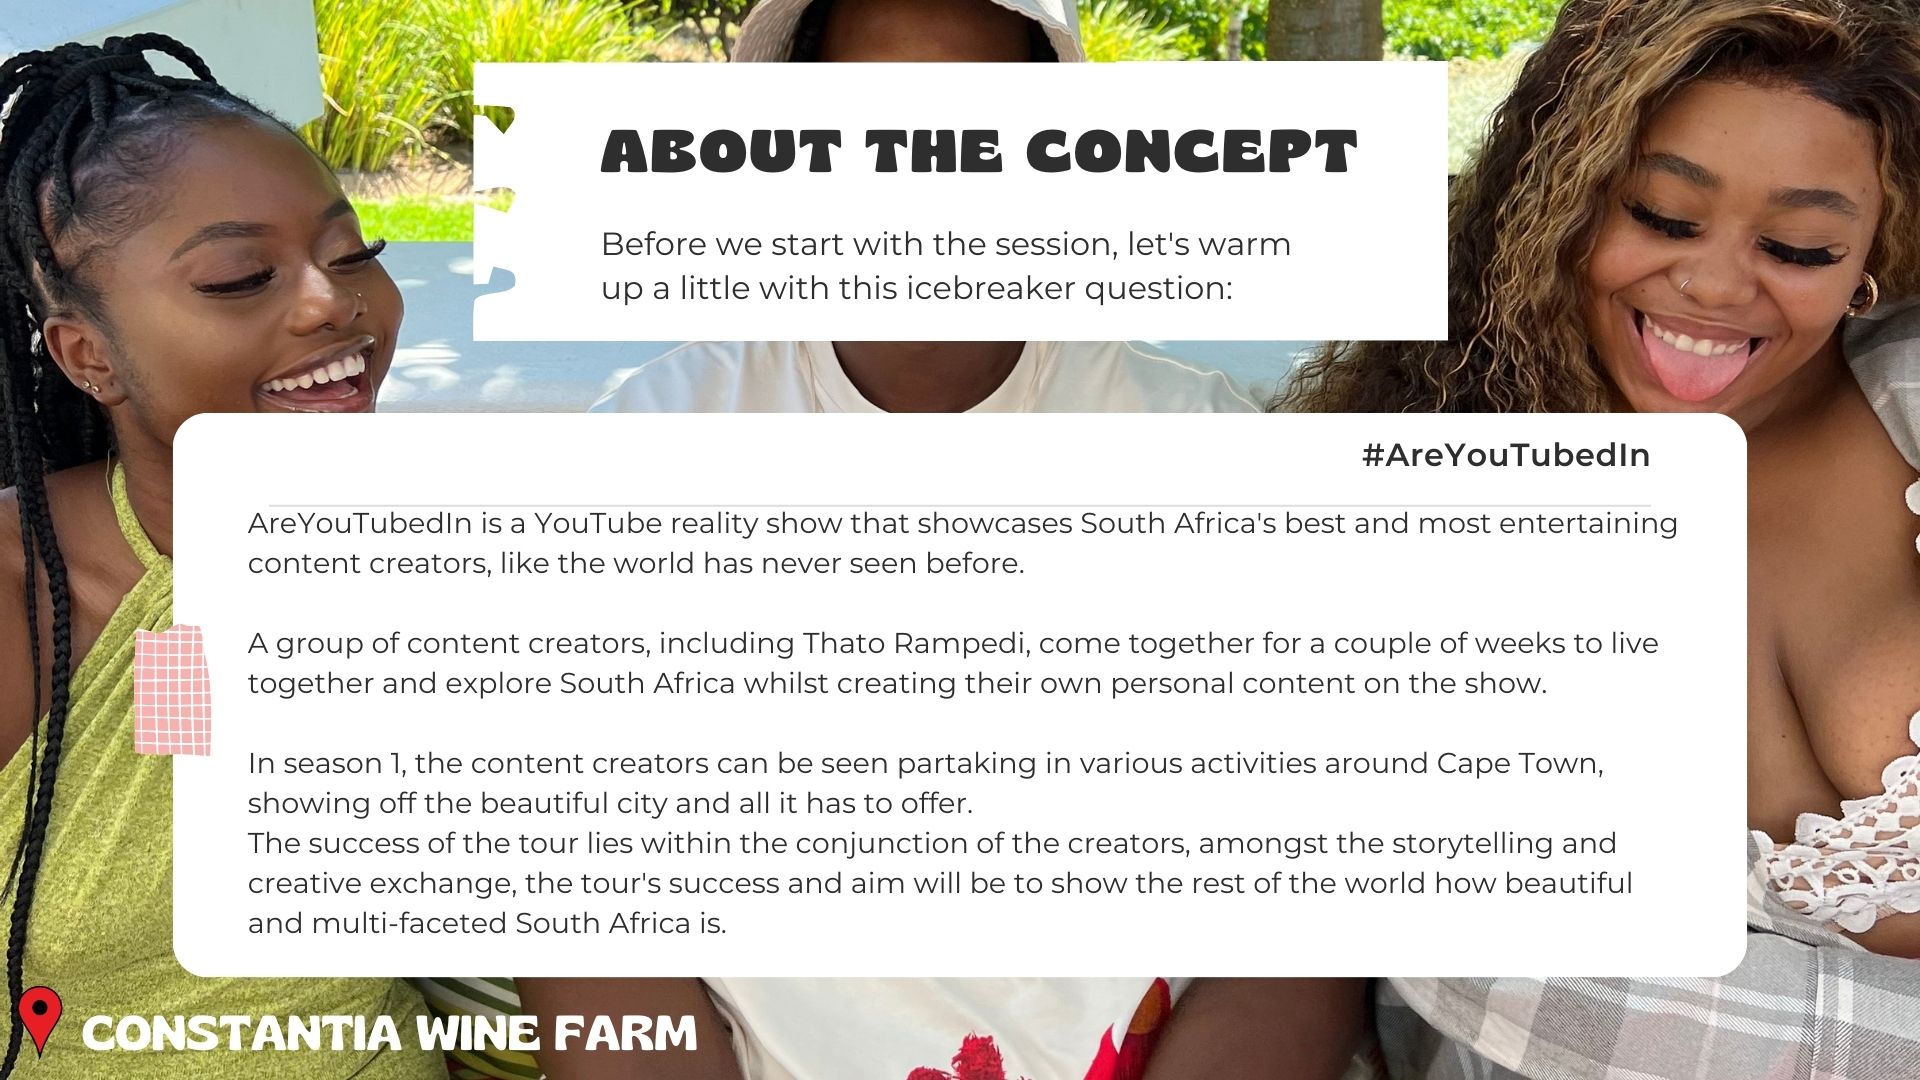 ABOUT THE CONCEPT
Before we start with the session, let's warm
up a little with this icebreaker question:
#AreYouTubedIn
AreYouTubedIn is a YouTube reality show that showcases South Africa's best and most entertaining
content creators, like the world has never seen before.
A group of content creators, including Thato Rampedi, come together for a couple of weeks to live
together and explore South Africa whilst creating their own personal content on the show.
In season 1, the content creators can be seen partaking in various activities around Cape Town,
showing off the beautiful city and all it has to offer.
The success of the tour lies within the conjunction of the creators, amongst the storytelling and
creative exchange, the tour's success and aim will be to show the rest of the world how beautiful
and multi-faceted South Africa is.
CONSTANTIA WINE FARM